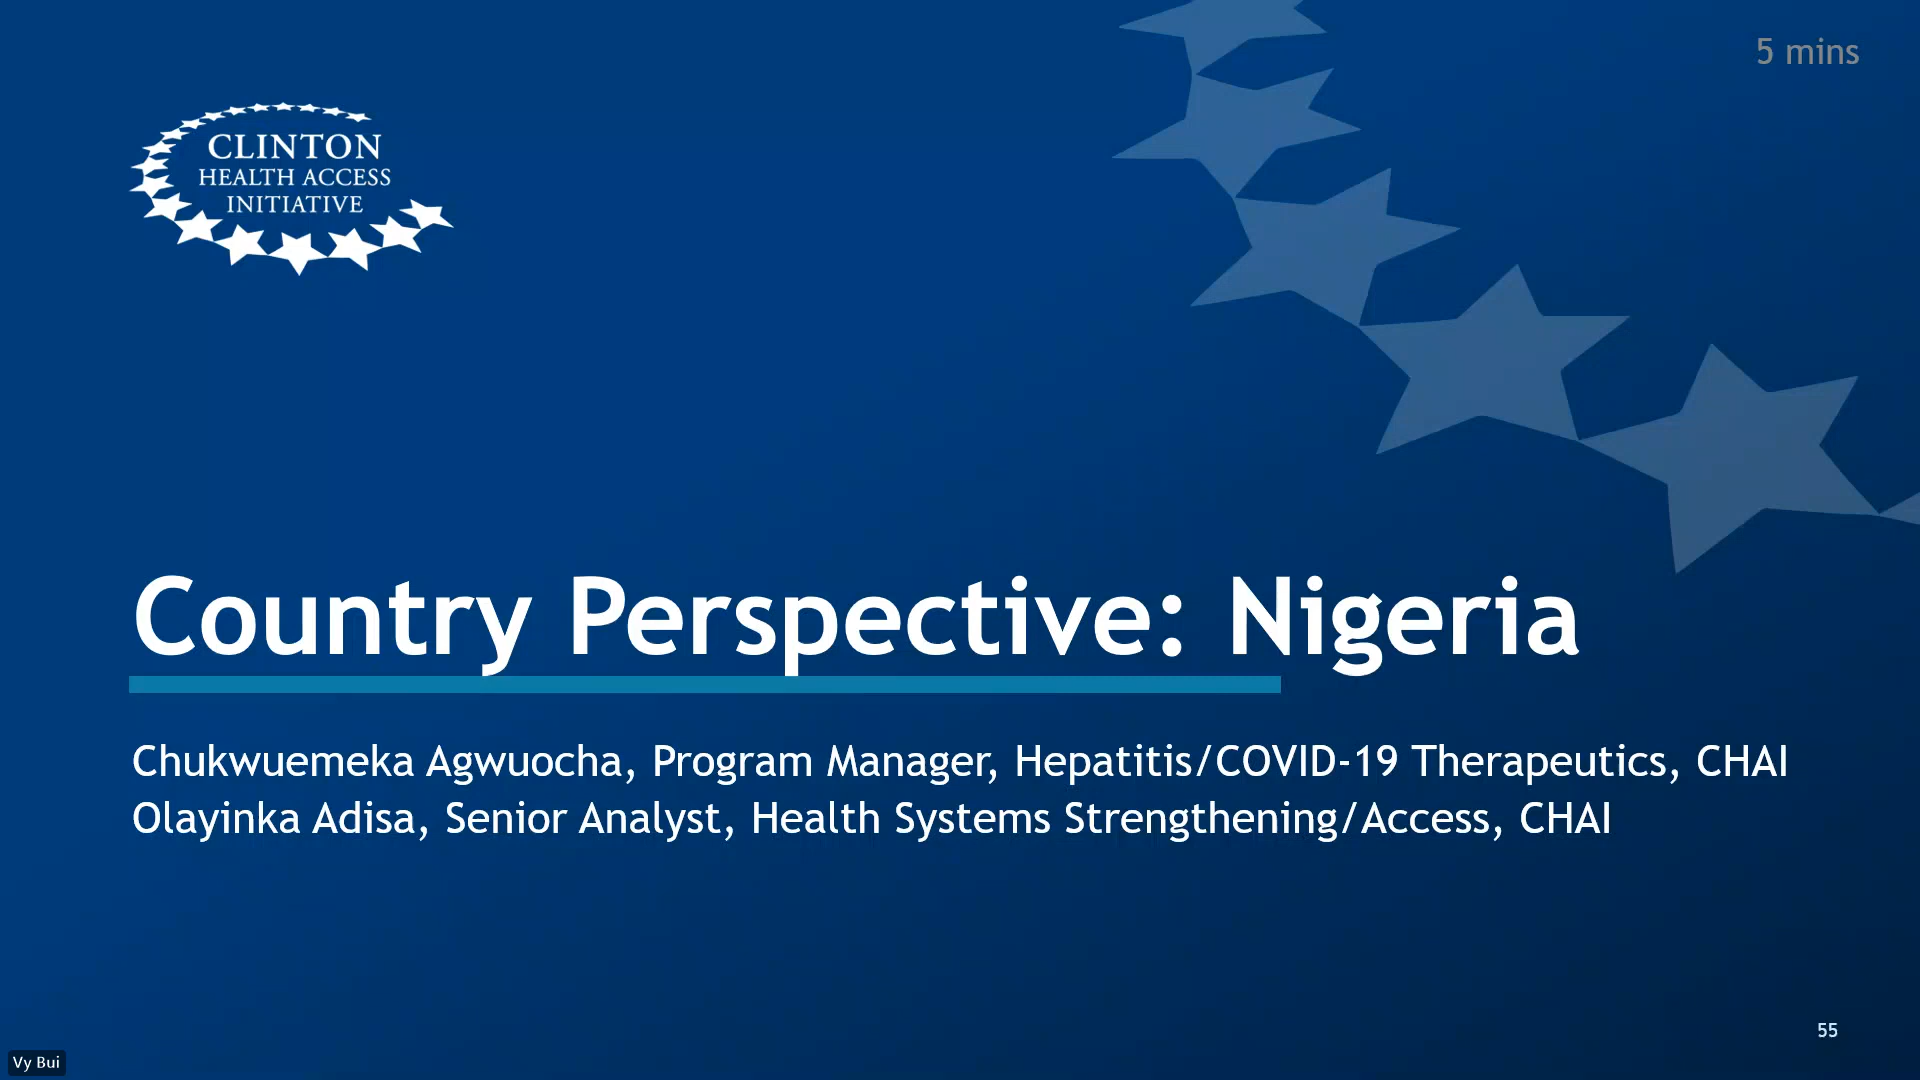 5 mins
CLINTON
HEALTH ACCESS
INITIATIVE
Country Perspective: Nigeria
Chukwuemeka Agwuocha, Program Manager, Hepatitis/COVID-19 Therapeutics, CHAI
Olayinka Adisa, Senior Analyst, Health Systems Strengthening/Access, CHAI
55
Vy Bui